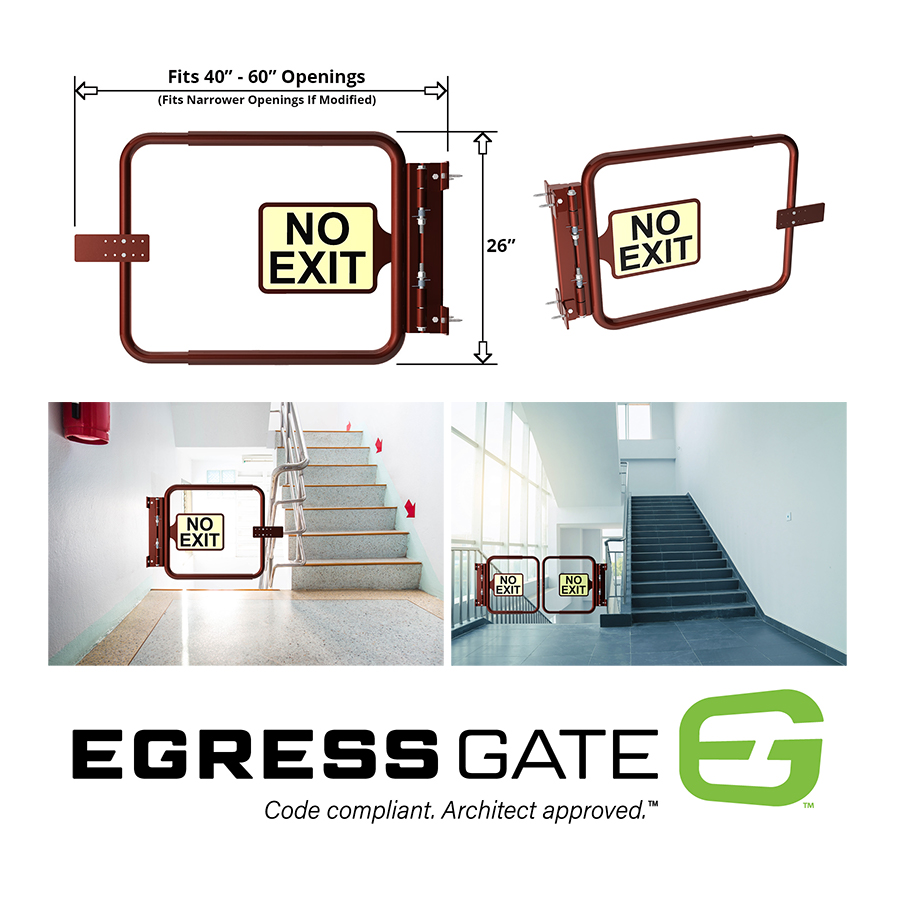 Fits 40” - 60” Openings
(Fits Narrower Openings If Modified)
NO
EXIT
26”
NO
EXIT
NO
EXIT
NO
EXIT
NO
EXIT
EGRESS GATE
TM
Code compliant. Architect approved.™